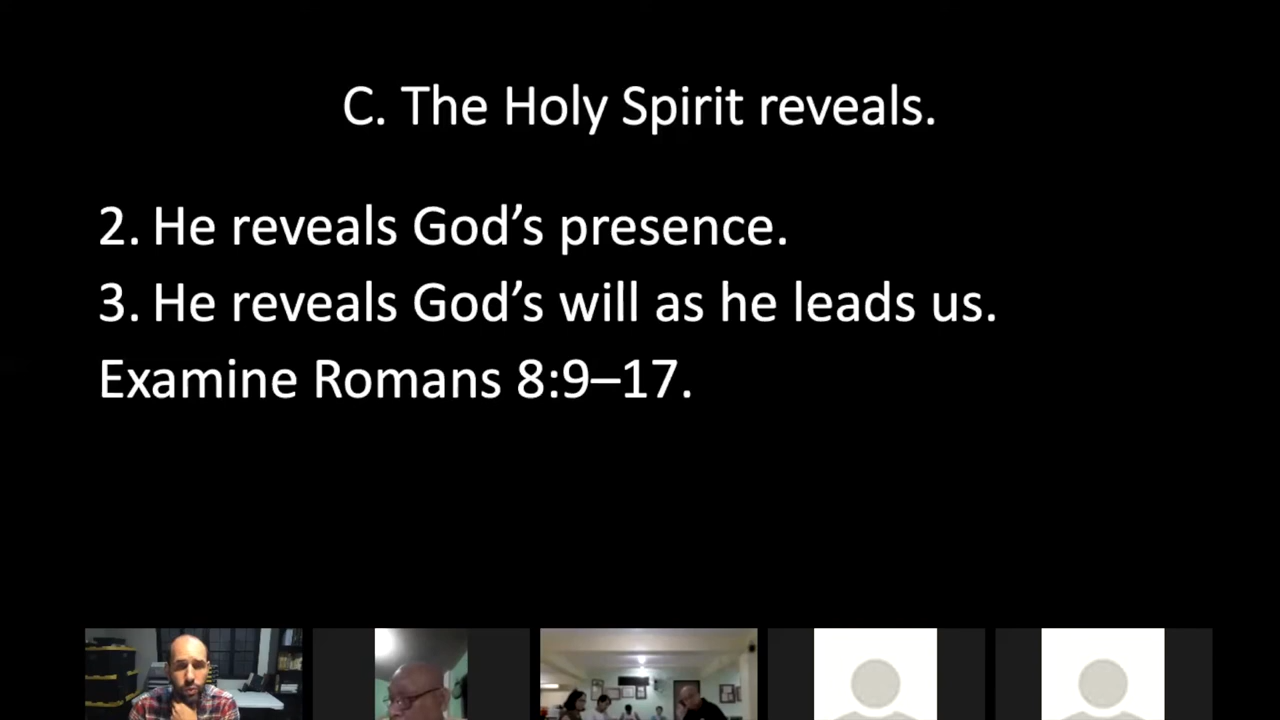 C. The Holy Spirit reveals.
2. He reveals God’s presence.
3. He reveals God’s will as he leads us.
Examine Romans 8:9–17.